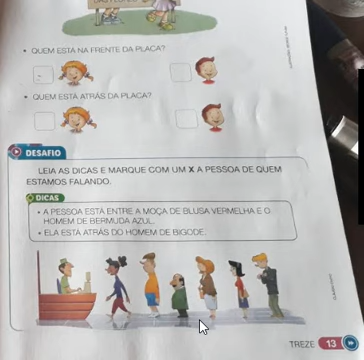 QUEM ESTÁ NA FRENTE DA PLACA?
QUEM ESTÁ ATRÁS DA PLACA?
DESAFIO
LEIA AS DICAS E MARQUE COM UM X A PESSOA DE QUEM
ESTAMOS FALANDO.
DICAS
• A PESSOA ESTÁ ENTRE A MOÇA DE BLUSA VERMELHA E O
HOMEM DE BERMUDA AZUL.
• ELA ESTÁ ATRÁS DO HOMEM DE BIGODE.
TREZE 13